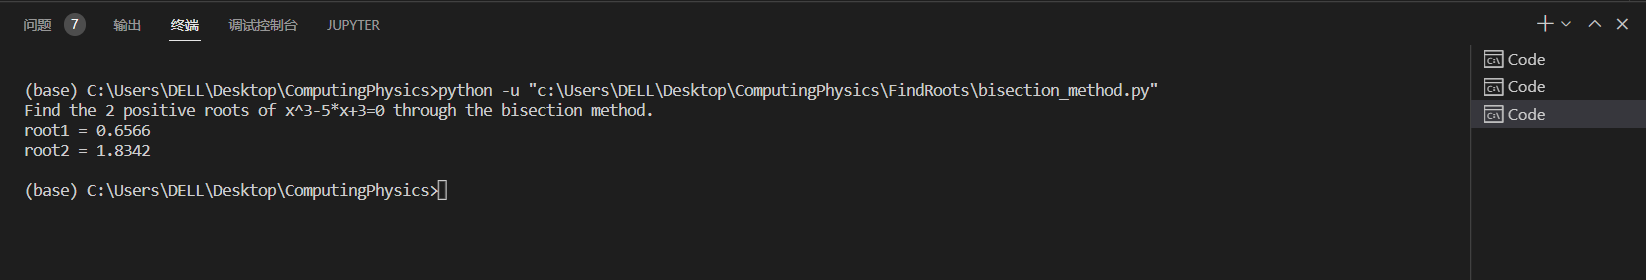 问题 7 输出 终端 调试控制台 JUPYTER
Code
Code
Code
(base) C:\Users\DELL\Desktop\ComputingPhysics>python -u "c:\Users\DELL\Desktop\ComputingPhysics\FindRoots\bisection_method.py"
Find the 2 positive roots of x^3-5*x+3=0 through the bisection method.
root1 = 0.6566
root2 = 1.8342
(base) C:\Users\DELL\Desktop\ComputingPhysics>